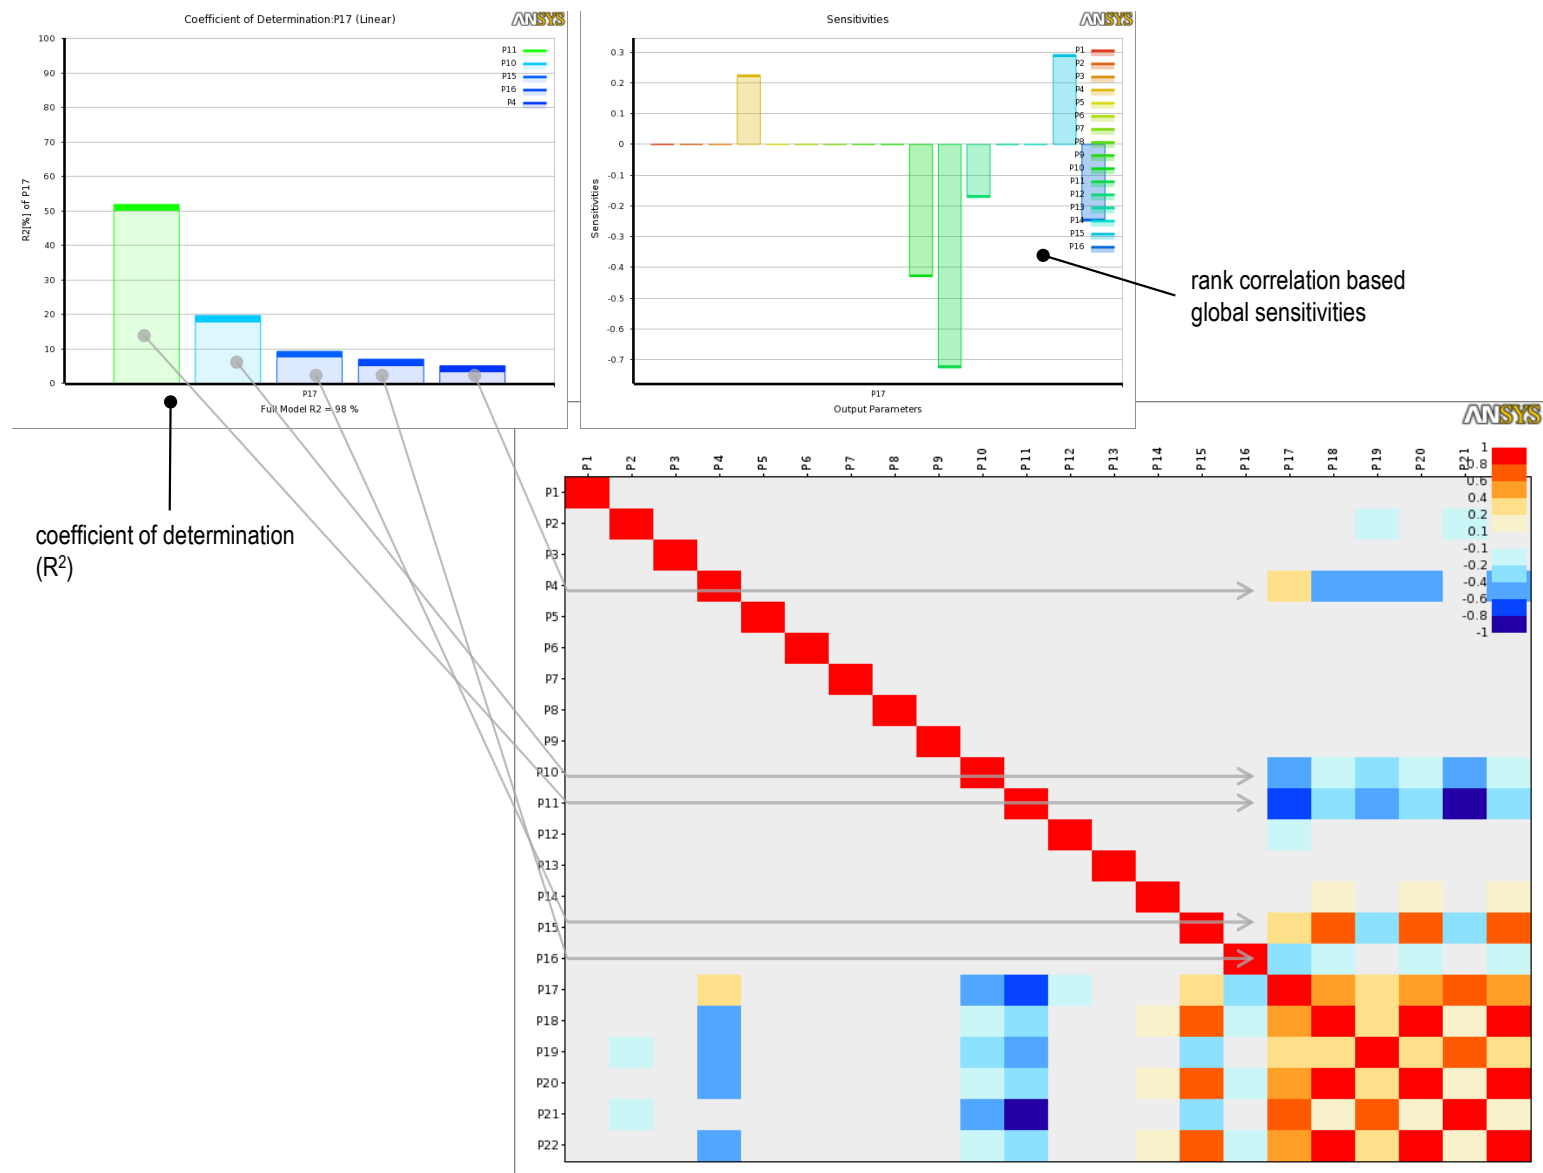 Coefficient of Determination:P17 (Linear)
ANSYS
R2[%] of P17
100
90
80
70
60
50
40
30
20
10
0
P11
P10
P15
P16
P4
P17
Full Model R2 = 98 %
Sensitivities
ANSYS
Sensitivities
0.3
0.2
0.1
0
-0.1
-0.2
-0.3
-0.4
-0.5
-0.6
-0.7
P1
P2
P3
P4
P5
P6
P7
P8
P9
P10
P11
P12
P13
P14
P15
P16
P17
Output Parameters
rank correlation based
global sensitivities
coefficient of determination
(R²)
ANSYS
P1 P2 P3 P4 P5 P6 P7 P8 P9 P10 P11 P12 P13 P14 P15 P16 P17 P18 P19 P20 P21
1
0.8
0.6
0.4
0.2
0.1
-0.1
-0.2
-0.4
-0.6
-0.8
-1
P1
P2
P3
P4
P5
P6
P7
P8
P9
P10
P11
P12
P13
P14
P15
P16
P17
P18
P19
P20
P21
P22